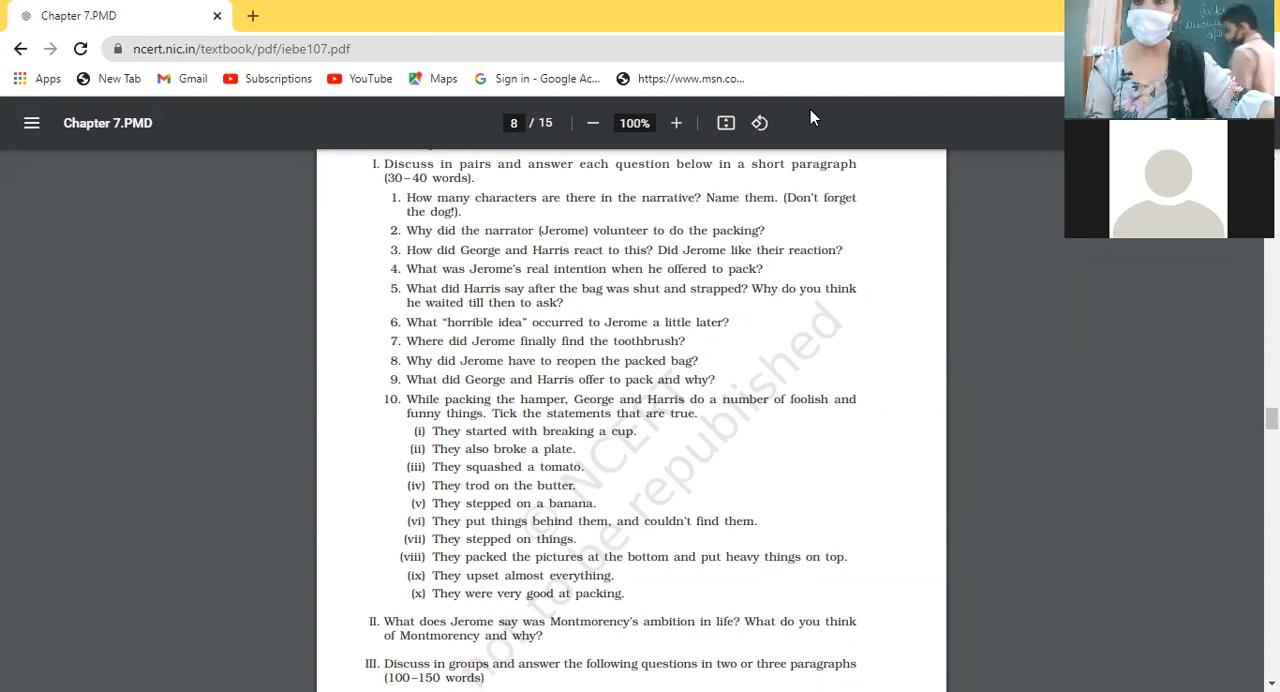 Chapter 7.PMD
ncert.nic.in/textbook/pdf/iebe107.pdf
Apps New Tab Gmail Subscriptions YouTube Maps Sign in - Google Ac... https://www.msn.co...
Chapter 7.PMD 8 / 15 100%
I. Discuss in pairs and answer each question below in a short paragraph
(30–40 words).
1. How many characters are there in the narrative? Name them. (Don't forget
the dog!).
2. Why did the narrator (Jerome) volunteer to do the packing?
3. How did George and Harris react to this? Did Jerome like their reaction?
4. What was Jerome's real intention when he offered to pack?
5. What did Harris say after the bag was shut and strapped? Why do you think
he waited till then to ask?
6. What “horrible idea” occurred to Jerome a little later?
7. Where did Jerome finally find the toothbrush?
8. Why did Jerome have to reopen the packed bag?
9. What did George and Harris offer to pack and why?
10. While packing the hamper, George and Harris do a number of foolish and
funny things. Tick the statements that are true.
(i) They started with breaking a cup.
(ii) They also broke a plate.
(iii) They squashed a tomato.
(iv) They trod on the butter.
(v) They stepped on a banana.
(vi) They put things behind them, and couldn't find them.
(vii) They stepped on things.
(viii) They packed the pictures at the bottom and put heavy things on top.
(ix) They upset almost everything.
(x) They were very good at packing.
II. What does Jerome say was Montmorency's ambition in life? What do you think
of Montmorency and why?
III. Discuss in groups and answer the following questions in two or three paragraphs
(100–150 words)
© NCERT
not to be republished